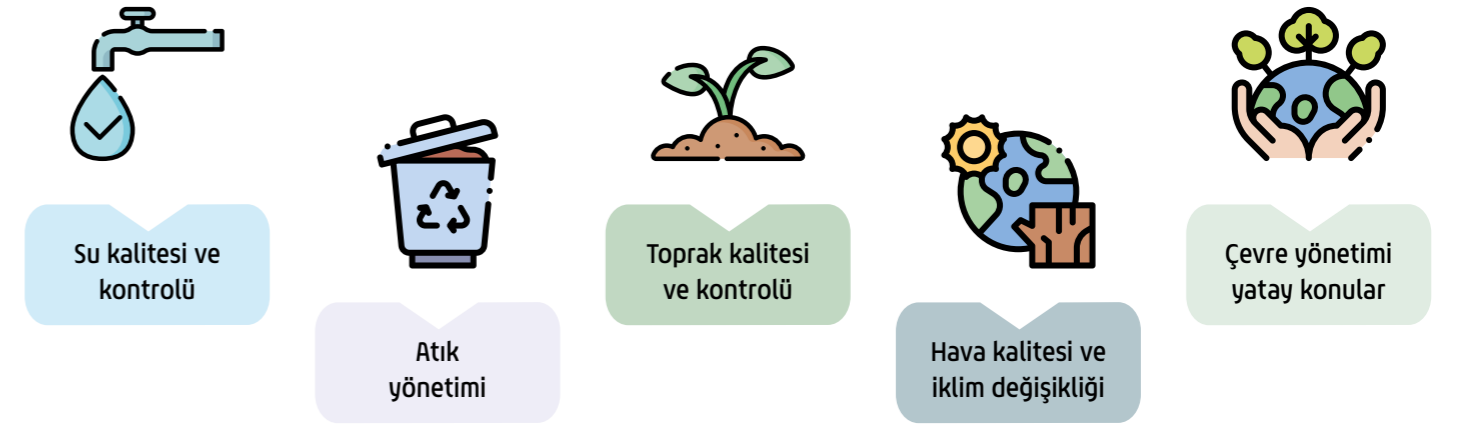 Su kalitesi ve
kontrolü
Atık
yönetimi
Toprak kalitesi
ve kontrolü
Hava kalitesi ve
iklim değişikliği
Çevre yönetimi
yatay konular